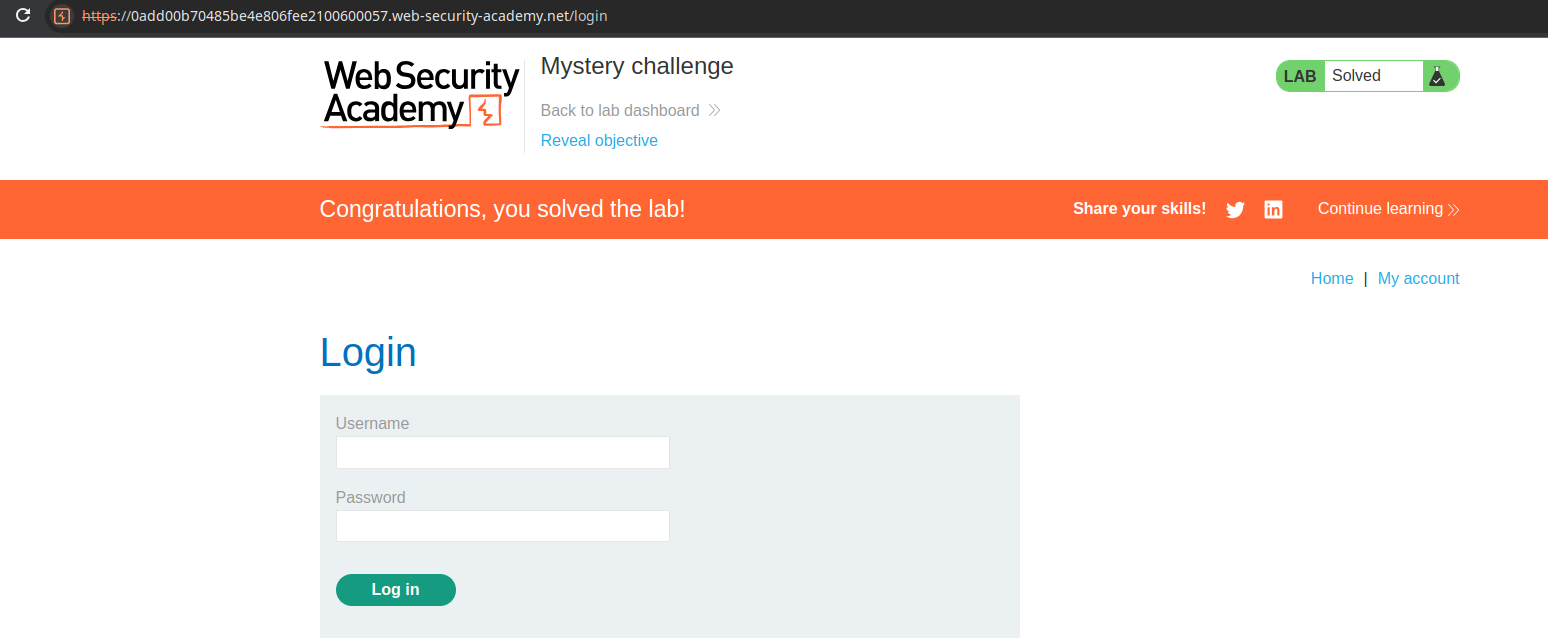 https://0add00b70485be4e806fee2100600057.web-security-academy.net/login
Web Security
Academy
Mystery challenge
Back to lab dashboard
Reveal objective
LAB Solved
Congratulations, you solved the lab!
Share your skills!
Continue learning
Home | My account
Login
Username
Password
Log in